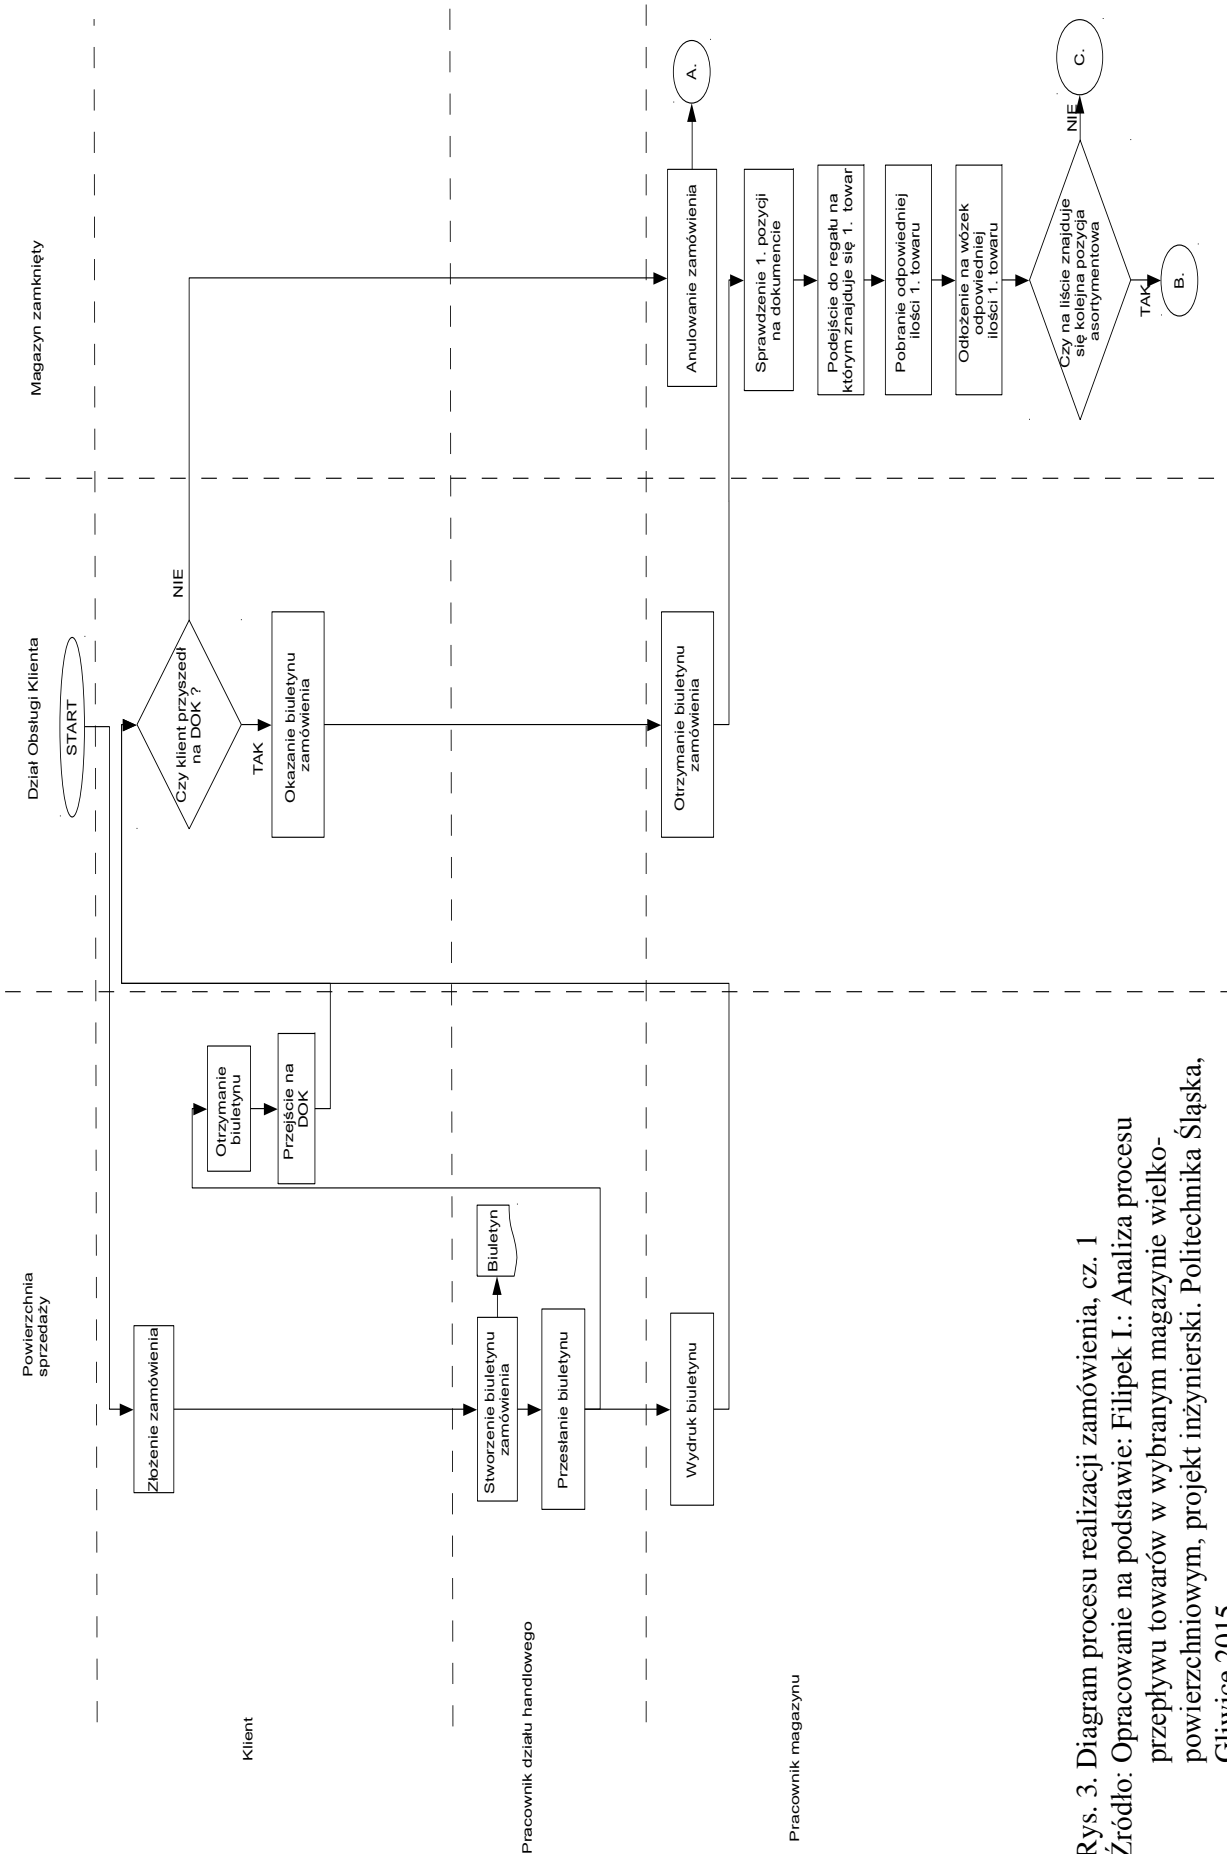 Powierzchnia
sprzedaży
Dział Obsługi Klienta
Magazyn zamknięty
START
Klient
Złożenie zamówienia
Otrzymanie
biuletynu
Przejście na
DOK
Czy klient przyszedł
na DOK ?
NIE
TAK
Okazanie biuletynu
zamówienia
Pracownik działu handlowego
Stworzenie biuletynu
zamówienia
Biuletyn
Przesłanie biuletynu
Pracownik magazynu
Wydruk biuletynu
Otrzymanie biuletynu
zamówienia
Anulowanie zamówienia
A.
Sprawdzenie 1. pozycji
na dokumencie
Podejście do regału na
którym znajduje się 1. towar
Pobranie odpowiedniej
ilości 1. towaru
Odłożenie na wózek
odpowiedniej
ilości 1. towaru
Czy na liście znajduje
się kolejna pozycja
asortymentowa
NIE
C.
TAK
B.
Rys. 3. Diagram procesu realizacji zamówienia, cz. 1
Źródło: Opracowanie na podstawie: Filipek I.: Analiza procesu
przepływu towarów w wybranym magazynie wielko-
powierzchniowym, projekt inżynierski. Politechnika Śląska,
Gliwice 2015